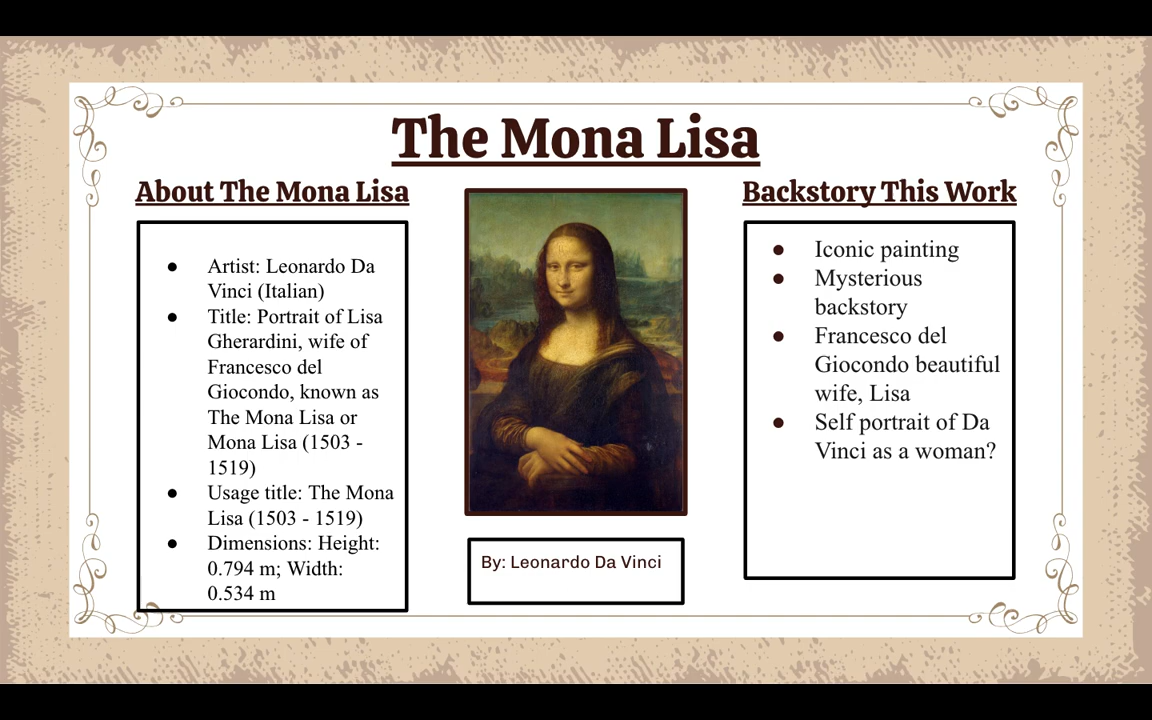 The Mona Lisa
About The Mona Lisa
● Artist: Leonardo Da
Vinci (Italian)
● Title: Portrait of Lisa
Gherardini, wife of
Francesco del
Giocondo, known as
The Mona Lisa or
Mona Lisa (1503 -
1519)
● Usage title: The Mona
Lisa (1503 - 1519)
● Dimensions: Height:
0.794 m; Width:
0.534 m
By: Leonardo Da Vinci
Backstory This Work
● Iconic painting
● Mysterious
backstory
● Francesco del
Giocondo beautiful
wife, Lisa
● Self portrait of Da
Vinci as a woman?